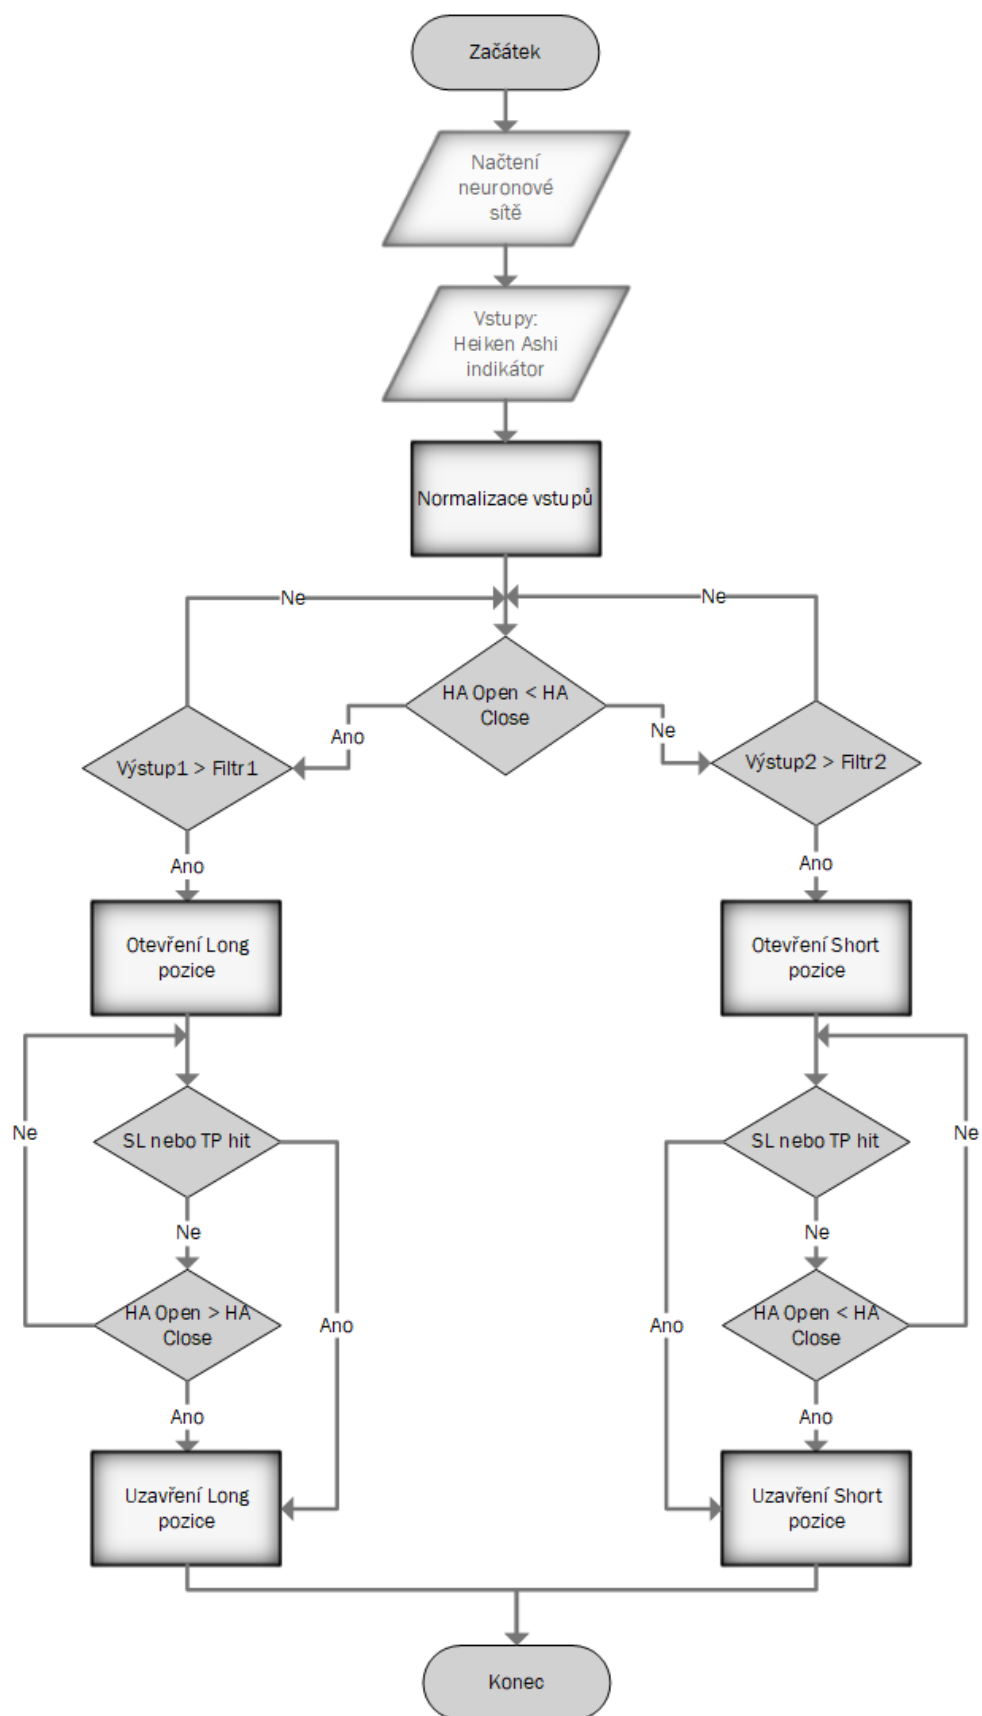 Začátek
Načtení
neuronové
sítě
Vstupy:
Heiken Ashi
indikátor
Normalizace vstupů
Ne
Ne
HA Open < HA
Close
Ano
Ne
Výstup1 > Filtr1
Výstup2 > Filtr2
Ano
Ano
Otevření Long
pozice
Otevření Short
pozice
Ne
SL nebo TP hit
SL nebo TP hit
Ne
Ne
Ne
HA Open > HA
Close
Ano
Ano
HA Open < HA
Close
Ano
Ano
Uzavření Long
pozice
Uzavření Short
pozice
Konec